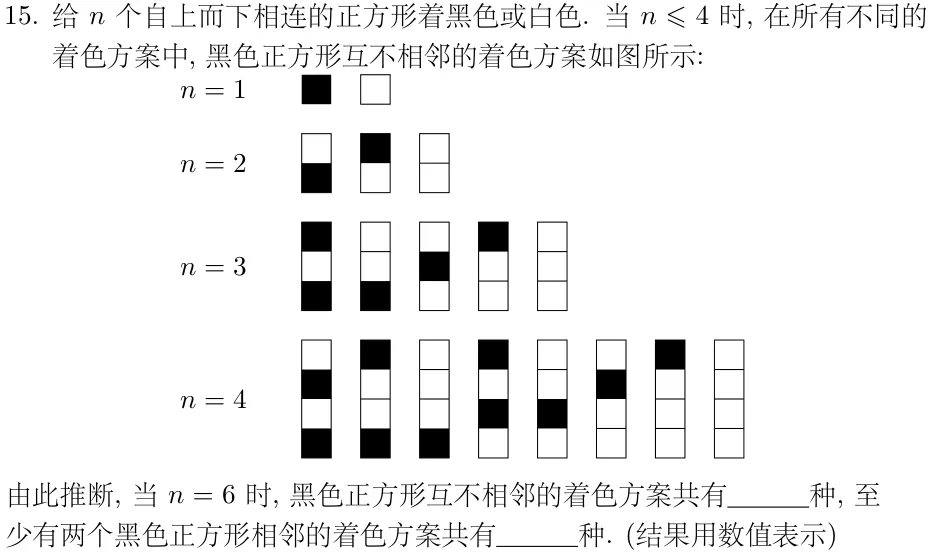 15. 给 n 个自上而下相连的正方形着黑色或白色. 当 n ⩽ 4 时, 在所有不同的
着色方案中, 黑色正方形互不相邻的着色方案如图所示:
n = 1
n = 2
n = 3
n = 4
由此推断, 当 n = 6 时, 黑色正方形互不相邻的着色方案共有______种, 至
少有两个黑色正方形相邻的着色方案共有______种. (结果用数值表示)